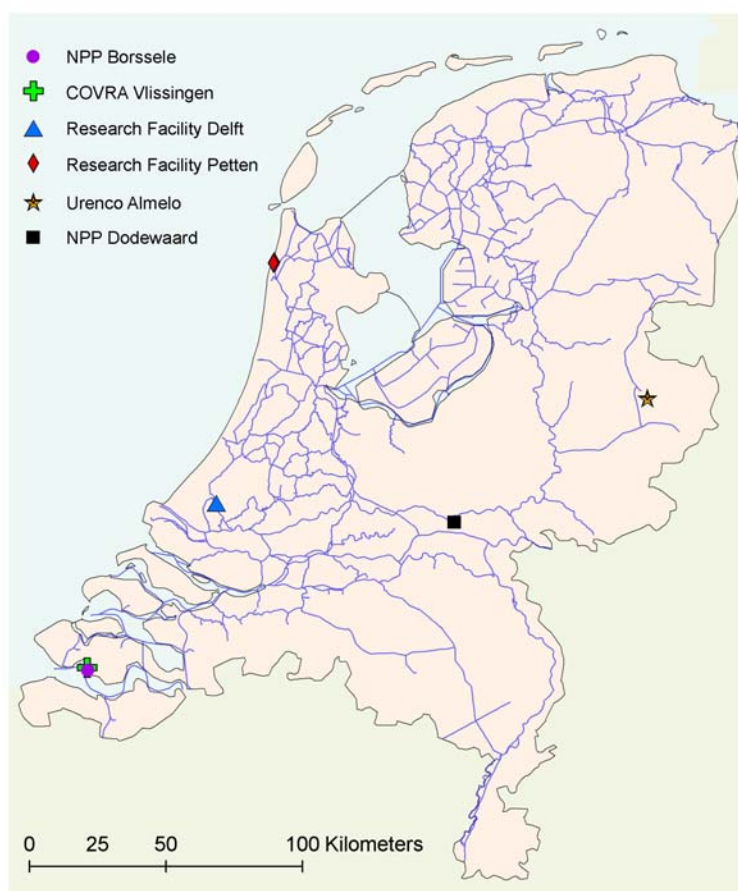 NPP Borssele
COVRA Vlissingen
Research Facility Delft
Research Facility Petten
Urenco Almelo
NPP Dodewaard
0 25 50 100 Kilometers